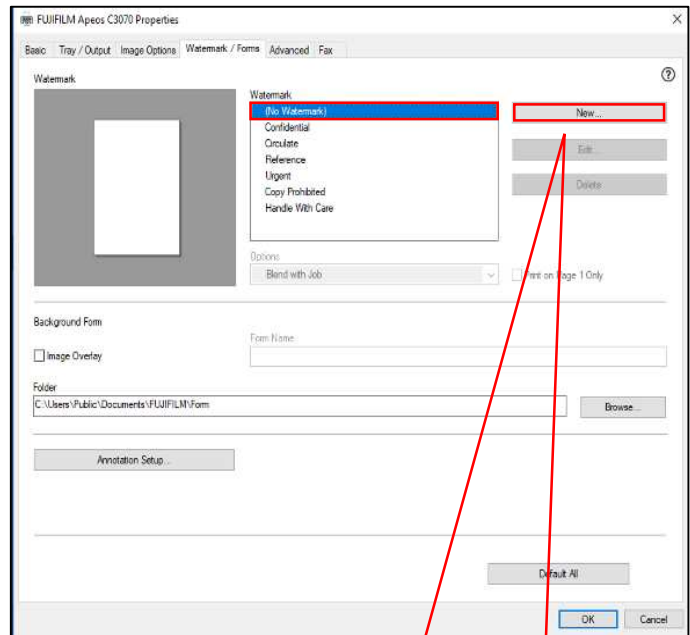 FUJIFILM Apeos C3070 Properties
Basic Tray / Output Image Options Watermark / Forms Advanced Fax
Watermark
Watermark
(No Watermark)
Confidential
Circulate
Reference
Urgent
Copy Prohibited
Handle With Care
New...
Edit...
Delete
Options
Blend with Job
Print on Page 1 Only
Background Form
Form Name
Image Overlay
Folder
C:\Users\Public\Documents\FUJIFILM\Form
Browse...
Annotation Setup...
Default All
OK Cancel